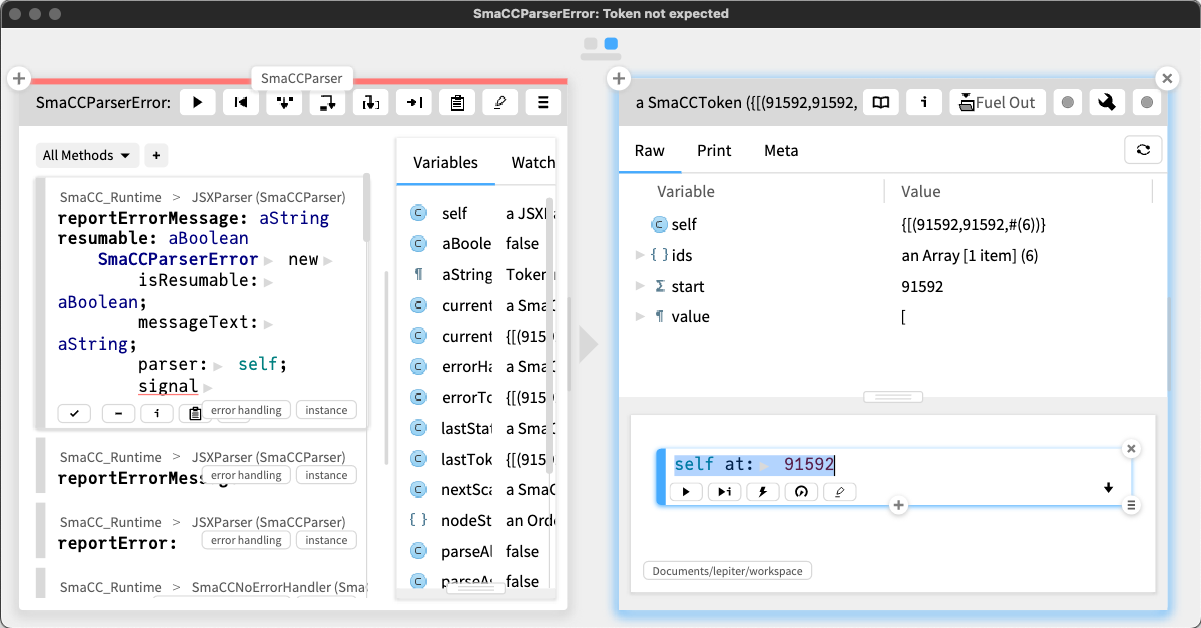 SmaCCParserError: Token not expected
SmaCCParser
SmaCCParserError:
All Methods
SmaCC_Runtime > JSXParser (SmaCCParser)
reportErrorMessage: aString
resumable: aBoolean
SmaCCParserError new
isResumable:
aBoolean;
messageText:
aString;
parser: self;
signal
error handling
instance
SmaCC_Runtime > JSXParser (SmaCCParser)
reportErrorMess
error handling
instance
SmaCC_Runtime > JSXParser (SmaCCParser)
reportError:
error handling
instance
SmaCC_Runtime > SmaCCNoErrorHandler (Sma
Variables Watch
self a JSX
aBoole false
aString Token
current a Sma
current {[(915
errorHa a Sma
errorTo {[(915
lastStat a Sma
lastTok {[(915
nextSca a Sma
nodeSt an Ord
parseAl false
parseA false
a SmaCCToken ({[(91592,91592,
Fuel Out
Raw Print Meta
Variable Value
self {[(91592,91592,#(6))}
ids an Array [1 item] (6)
start 91592
value [
self at: 91592
Documents/lepiter/workspace